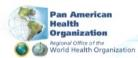 Pan American
Health
Organization
Regional Office of the
World Health Organization